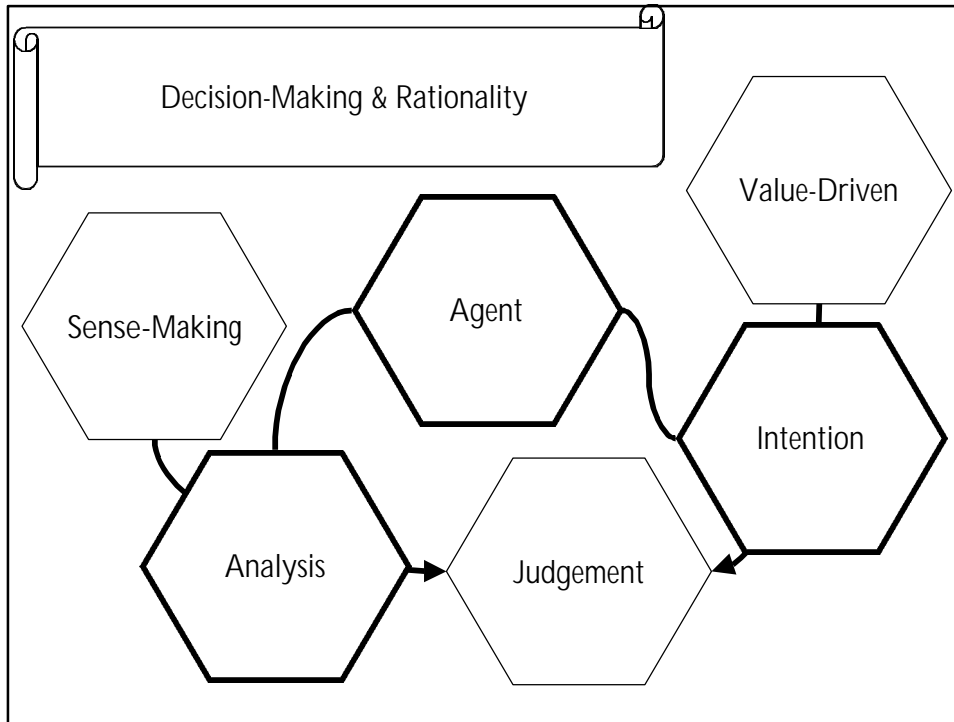 Decision-Making & Rationality
Value-Driven
Sense-Making
Agent
Intention
Analysis
Judgement